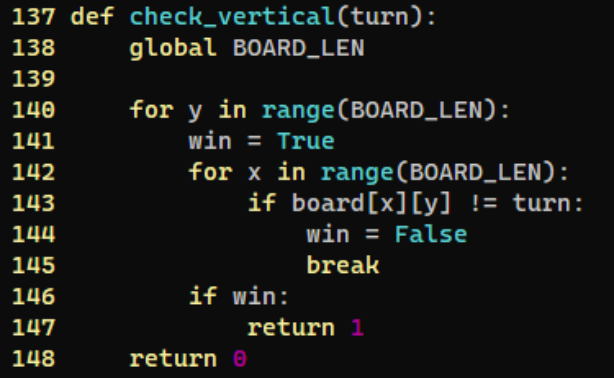 137 def check_vertical(turn):
138     global BOARD_LEN
139
140     for y in range(BOARD_LEN):
141         win = True
142         for x in range(BOARD_LEN):
143             if board[x][y] != turn:
144                 win = False
145                 break
146         if win:
147             return 1
148     return 0